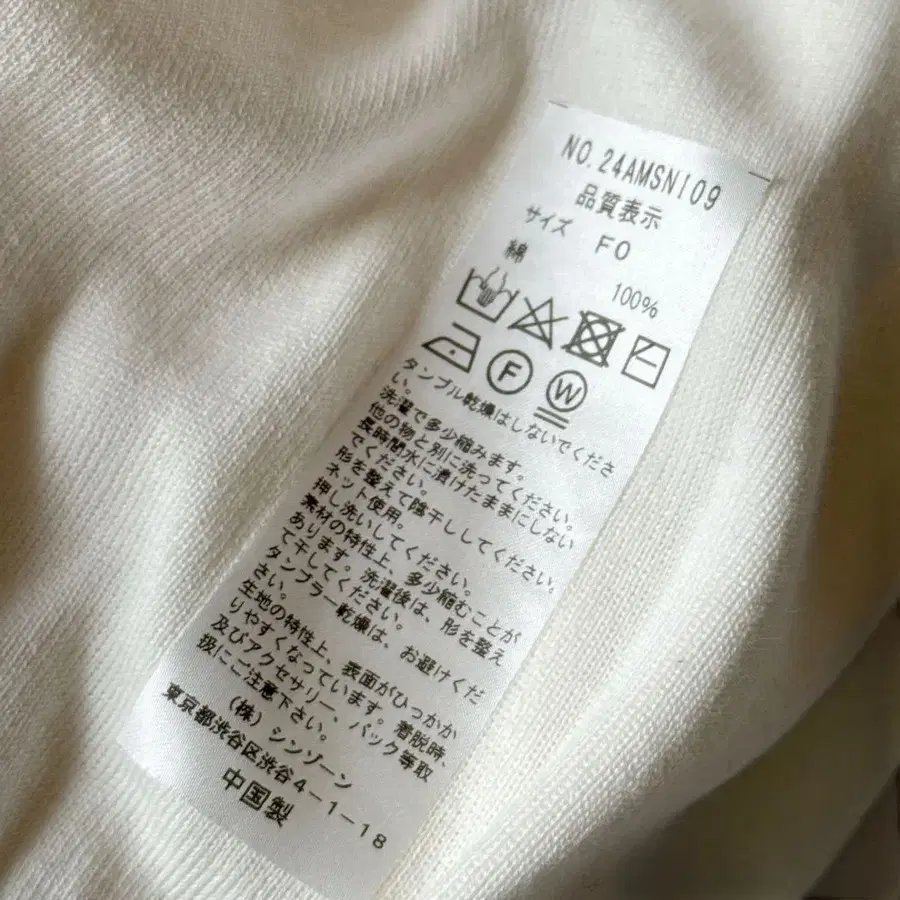 NO.24AMSN109
品質表示
サイズ F0
綿 100%
F W
タンブル乾燥はしないでくださ
い。
洗濯で多少縮みます。
他の物と別に洗ってください。
長時間水に漬けたままにしない
でください。
形を整えて陰干ししてください。
ネット使用。
押し洗いしてください。
素材の特性上、多少縮むことが
あります。洗濯後は、形を整え
て干してください。
タンブラー乾燥は、お避けくだ
さい。
生地の特性上、表面がひっかか
りやすくなっています。着脱時、
及びアクセサリー、バック等取
扱にご注意下さい。
(株)シンゾーン
東京都渋谷区渋谷4-1-18
中国製